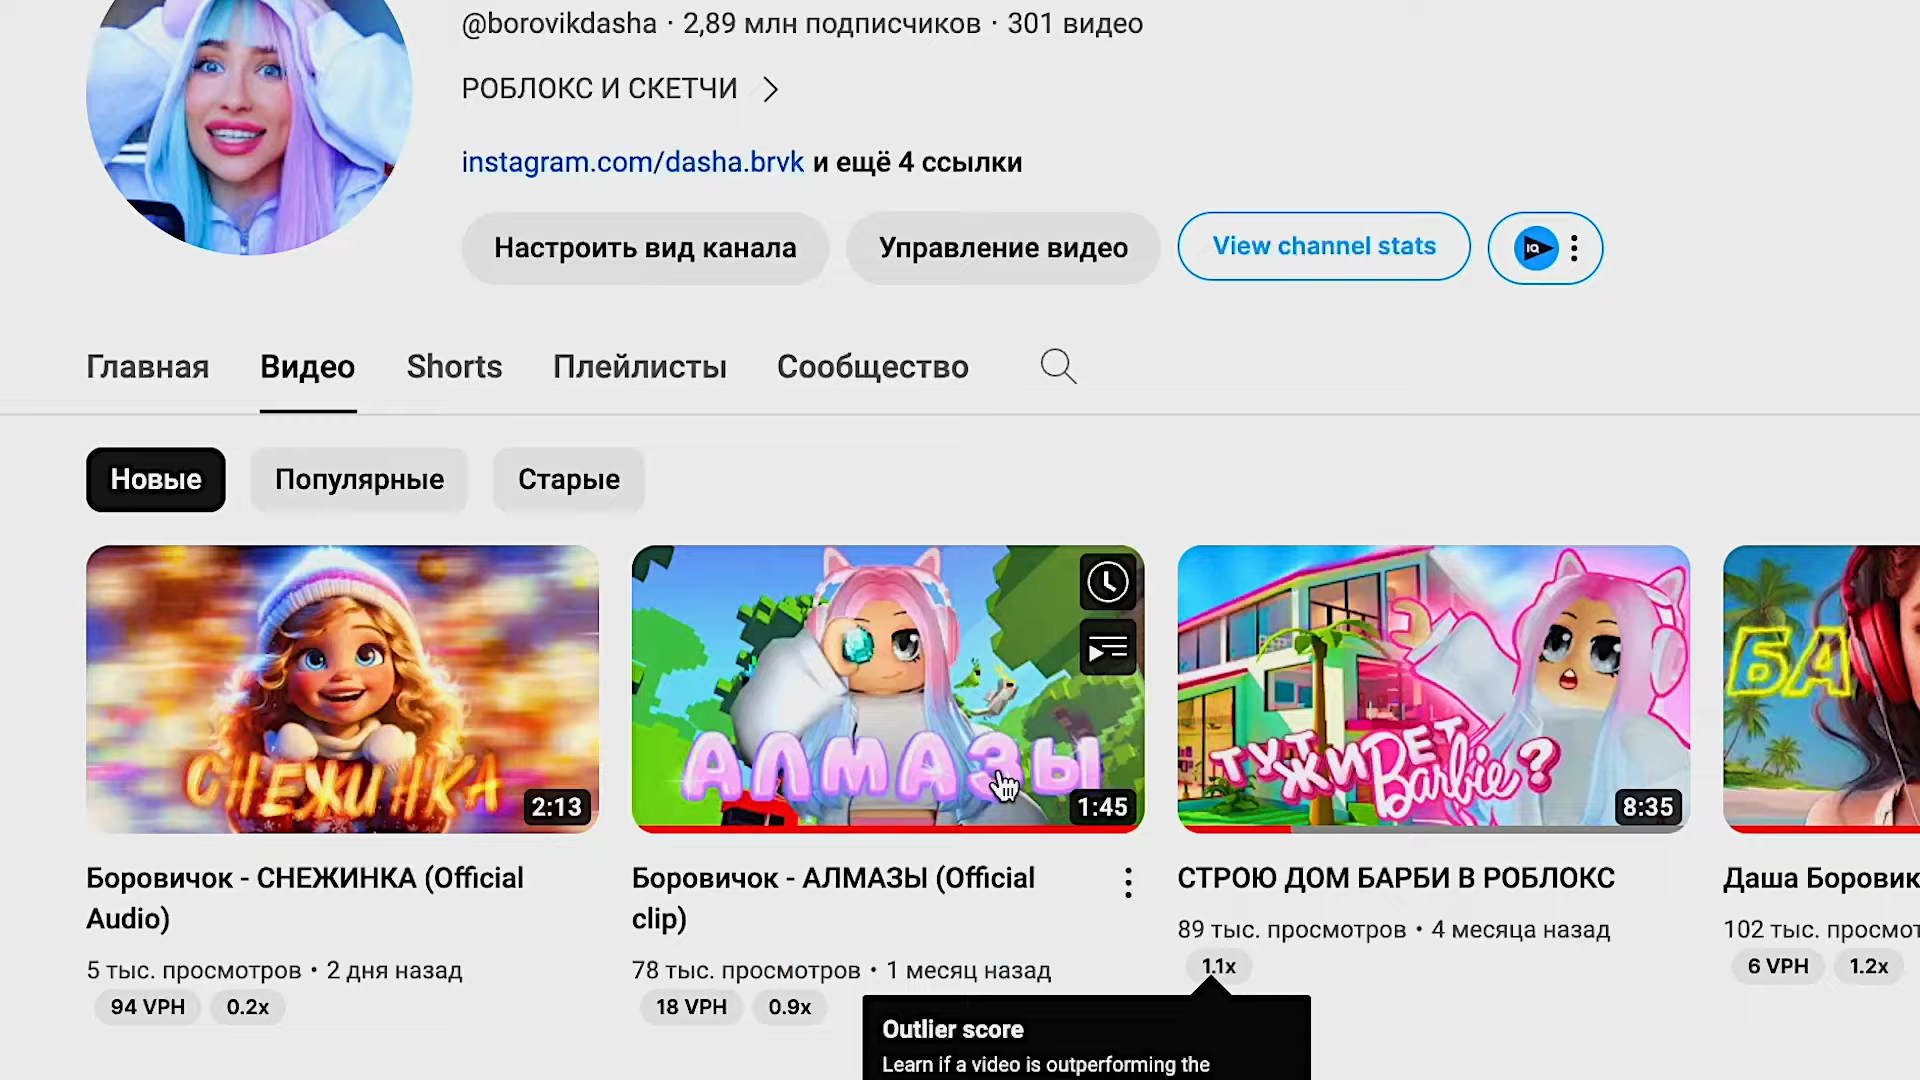 @borovikdasha · 2,89 млн подписчиков · 301 видео
РОБЛОКС И СКЕТЧИ
instagram.com/dasha.brvk и ещё 4 ссылки
Настроить вид канала
Управление видео
View channel stats
IQ
Главная
Видео
Shorts
Плейлисты
Сообщество
Новые
Популярные
Старые
СНЕЖИНКА
2:13
АЛМАЗЫ
1:45
ТУТ ЖИВЕТ Barbie?
8:35
БА
Боровичок - СНЕЖИНКА (Official
Audio)
5 тыс. просмотров • 2 дня назад
94 VPH
0.2x
Боровичок - АЛМАЗЫ (Official
clip)
78 тыс. просмотров • 1 месяц назад
18 VPH
0.9x
СТРОЮ ДОМ БАРБИ В РОБЛОКС
89 тыс. просмотров • 4 месяца назад
1.1x
Даша Боровик
102 тыс. просмот
6 VPH
1.2x
Outlier score
Learn if a video is outperforming the